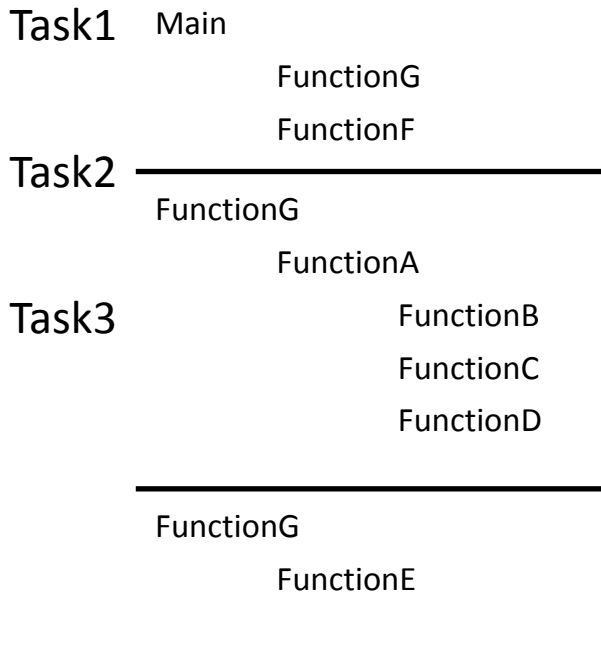 Task1 Main
FunctionG
FunctionF
Task2
FunctionG
FunctionA
Task3 FunctionB
FunctionC
FunctionD
FunctionG
FunctionE